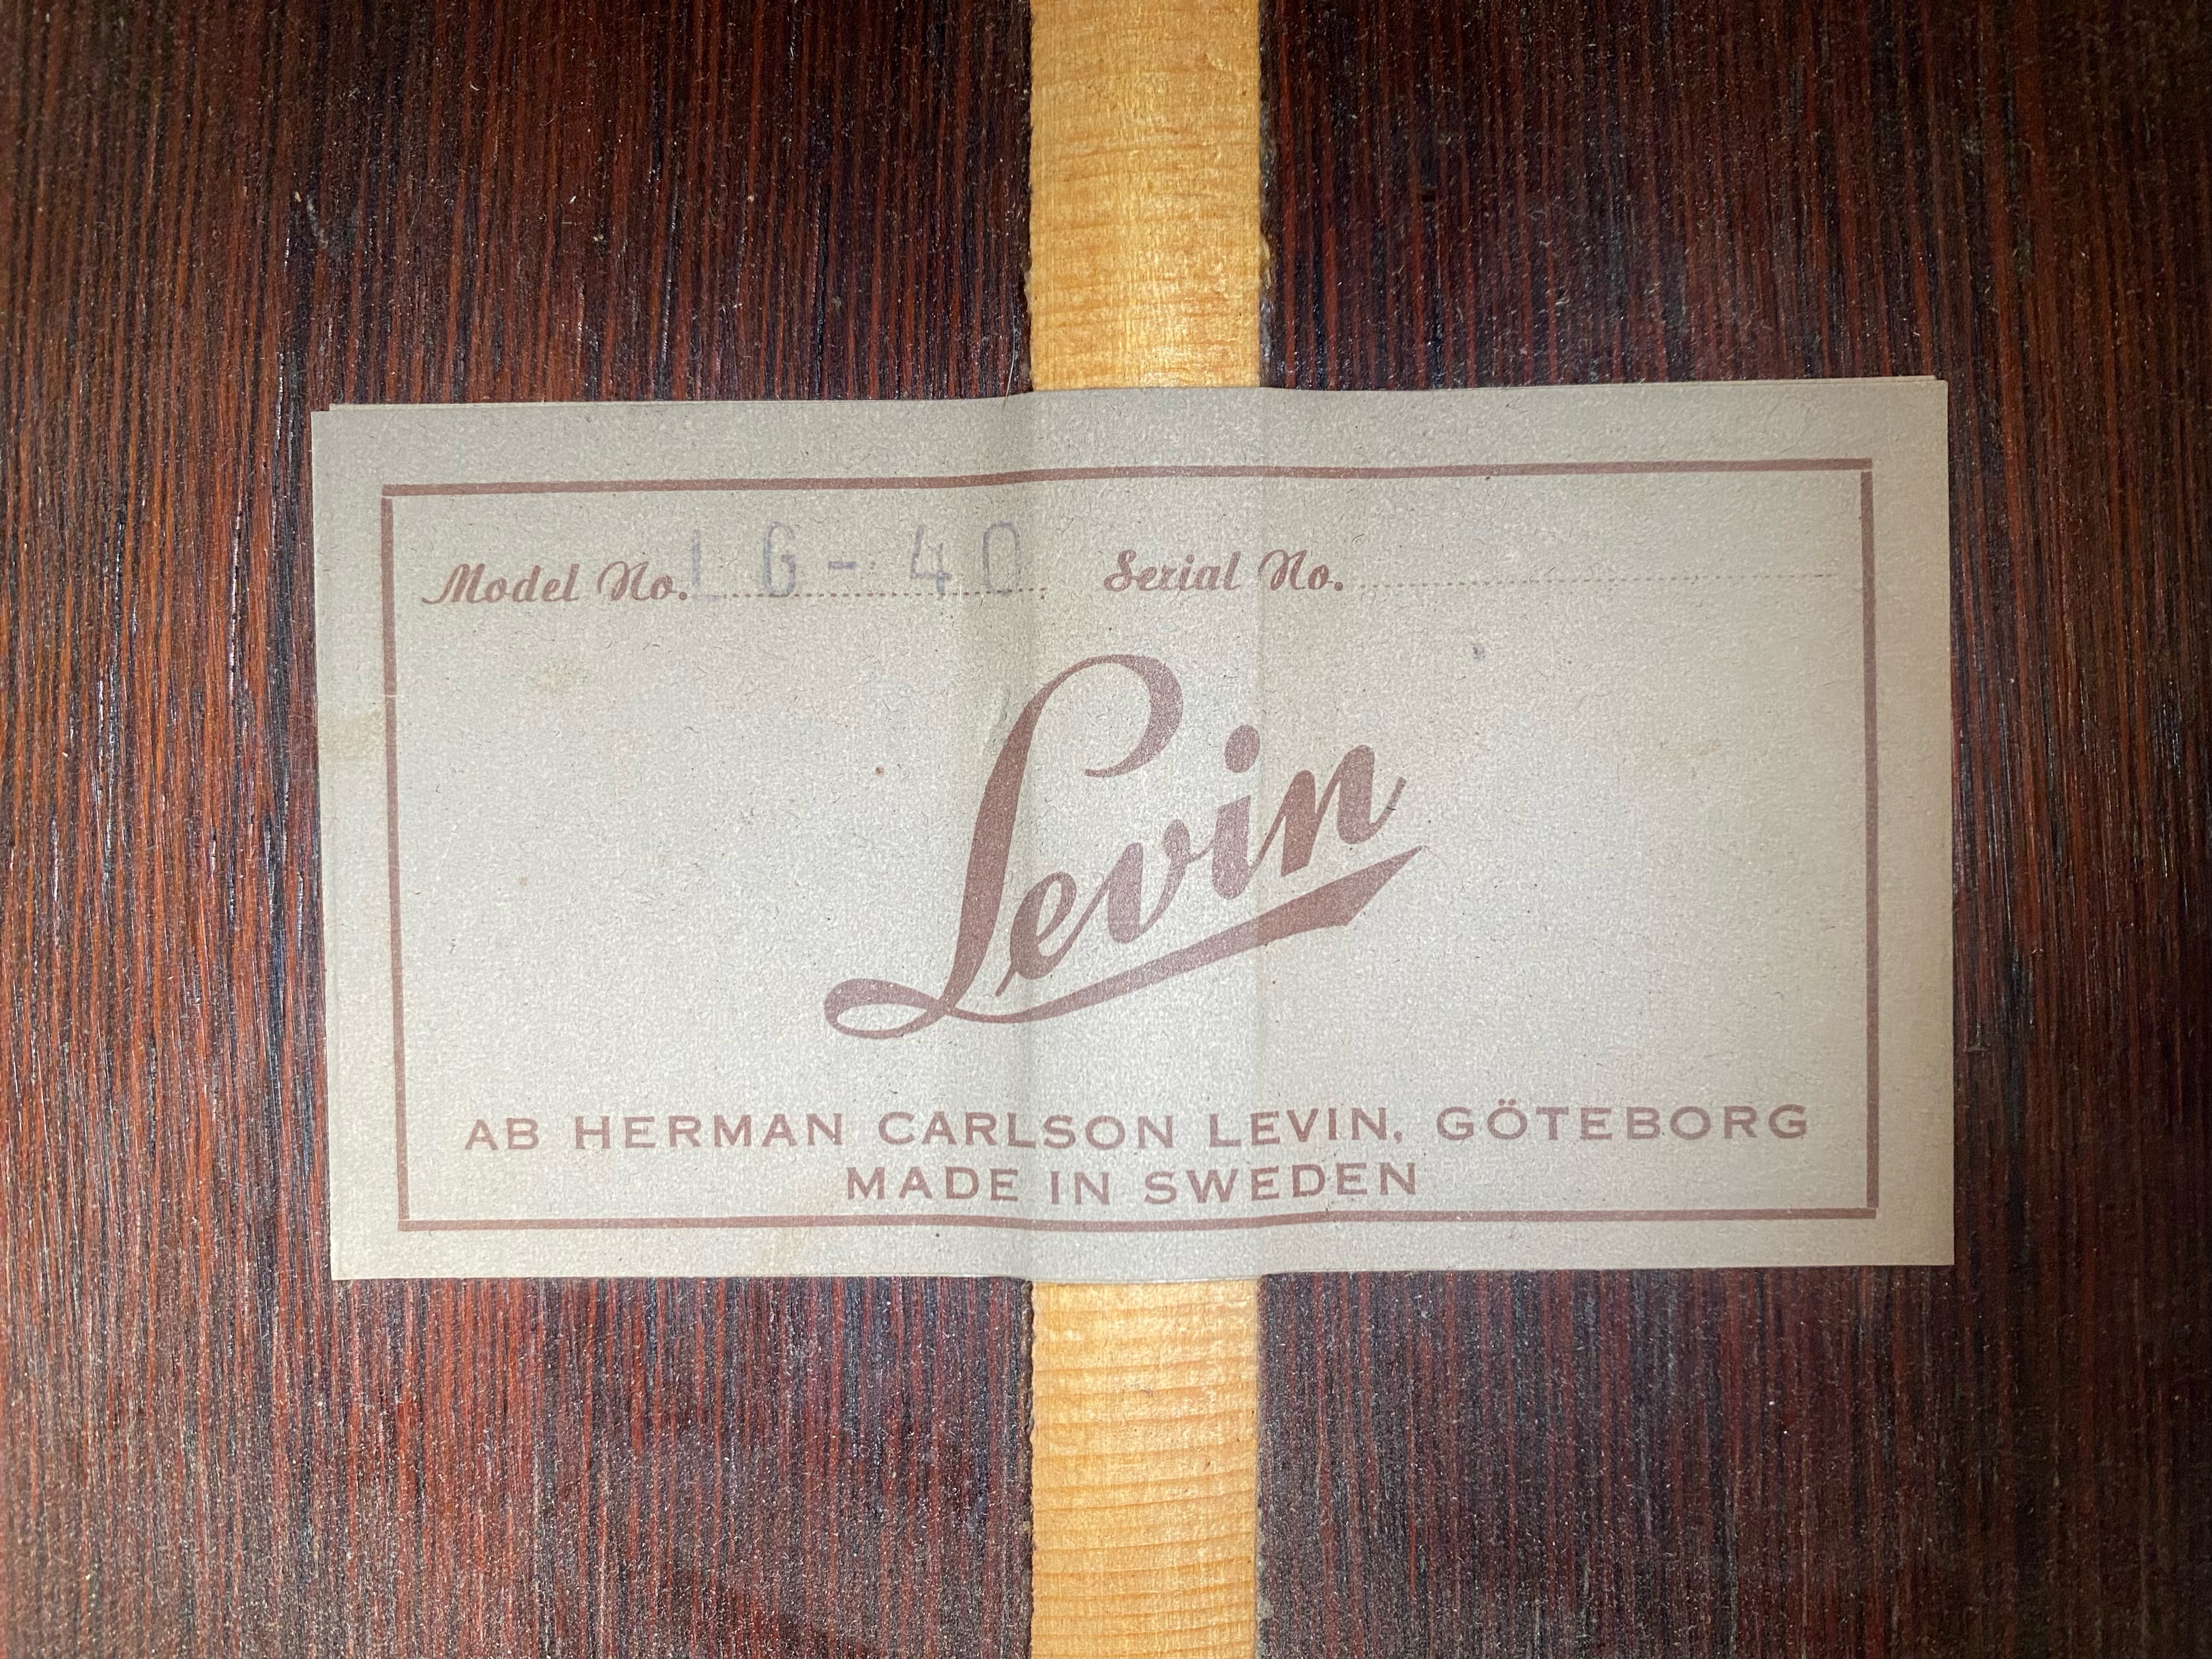 Model No. LG-40 Serial No.
Levin
AB HERMAN CARLSON LEVIN, GÖTEBORG
MADE IN SWEDEN